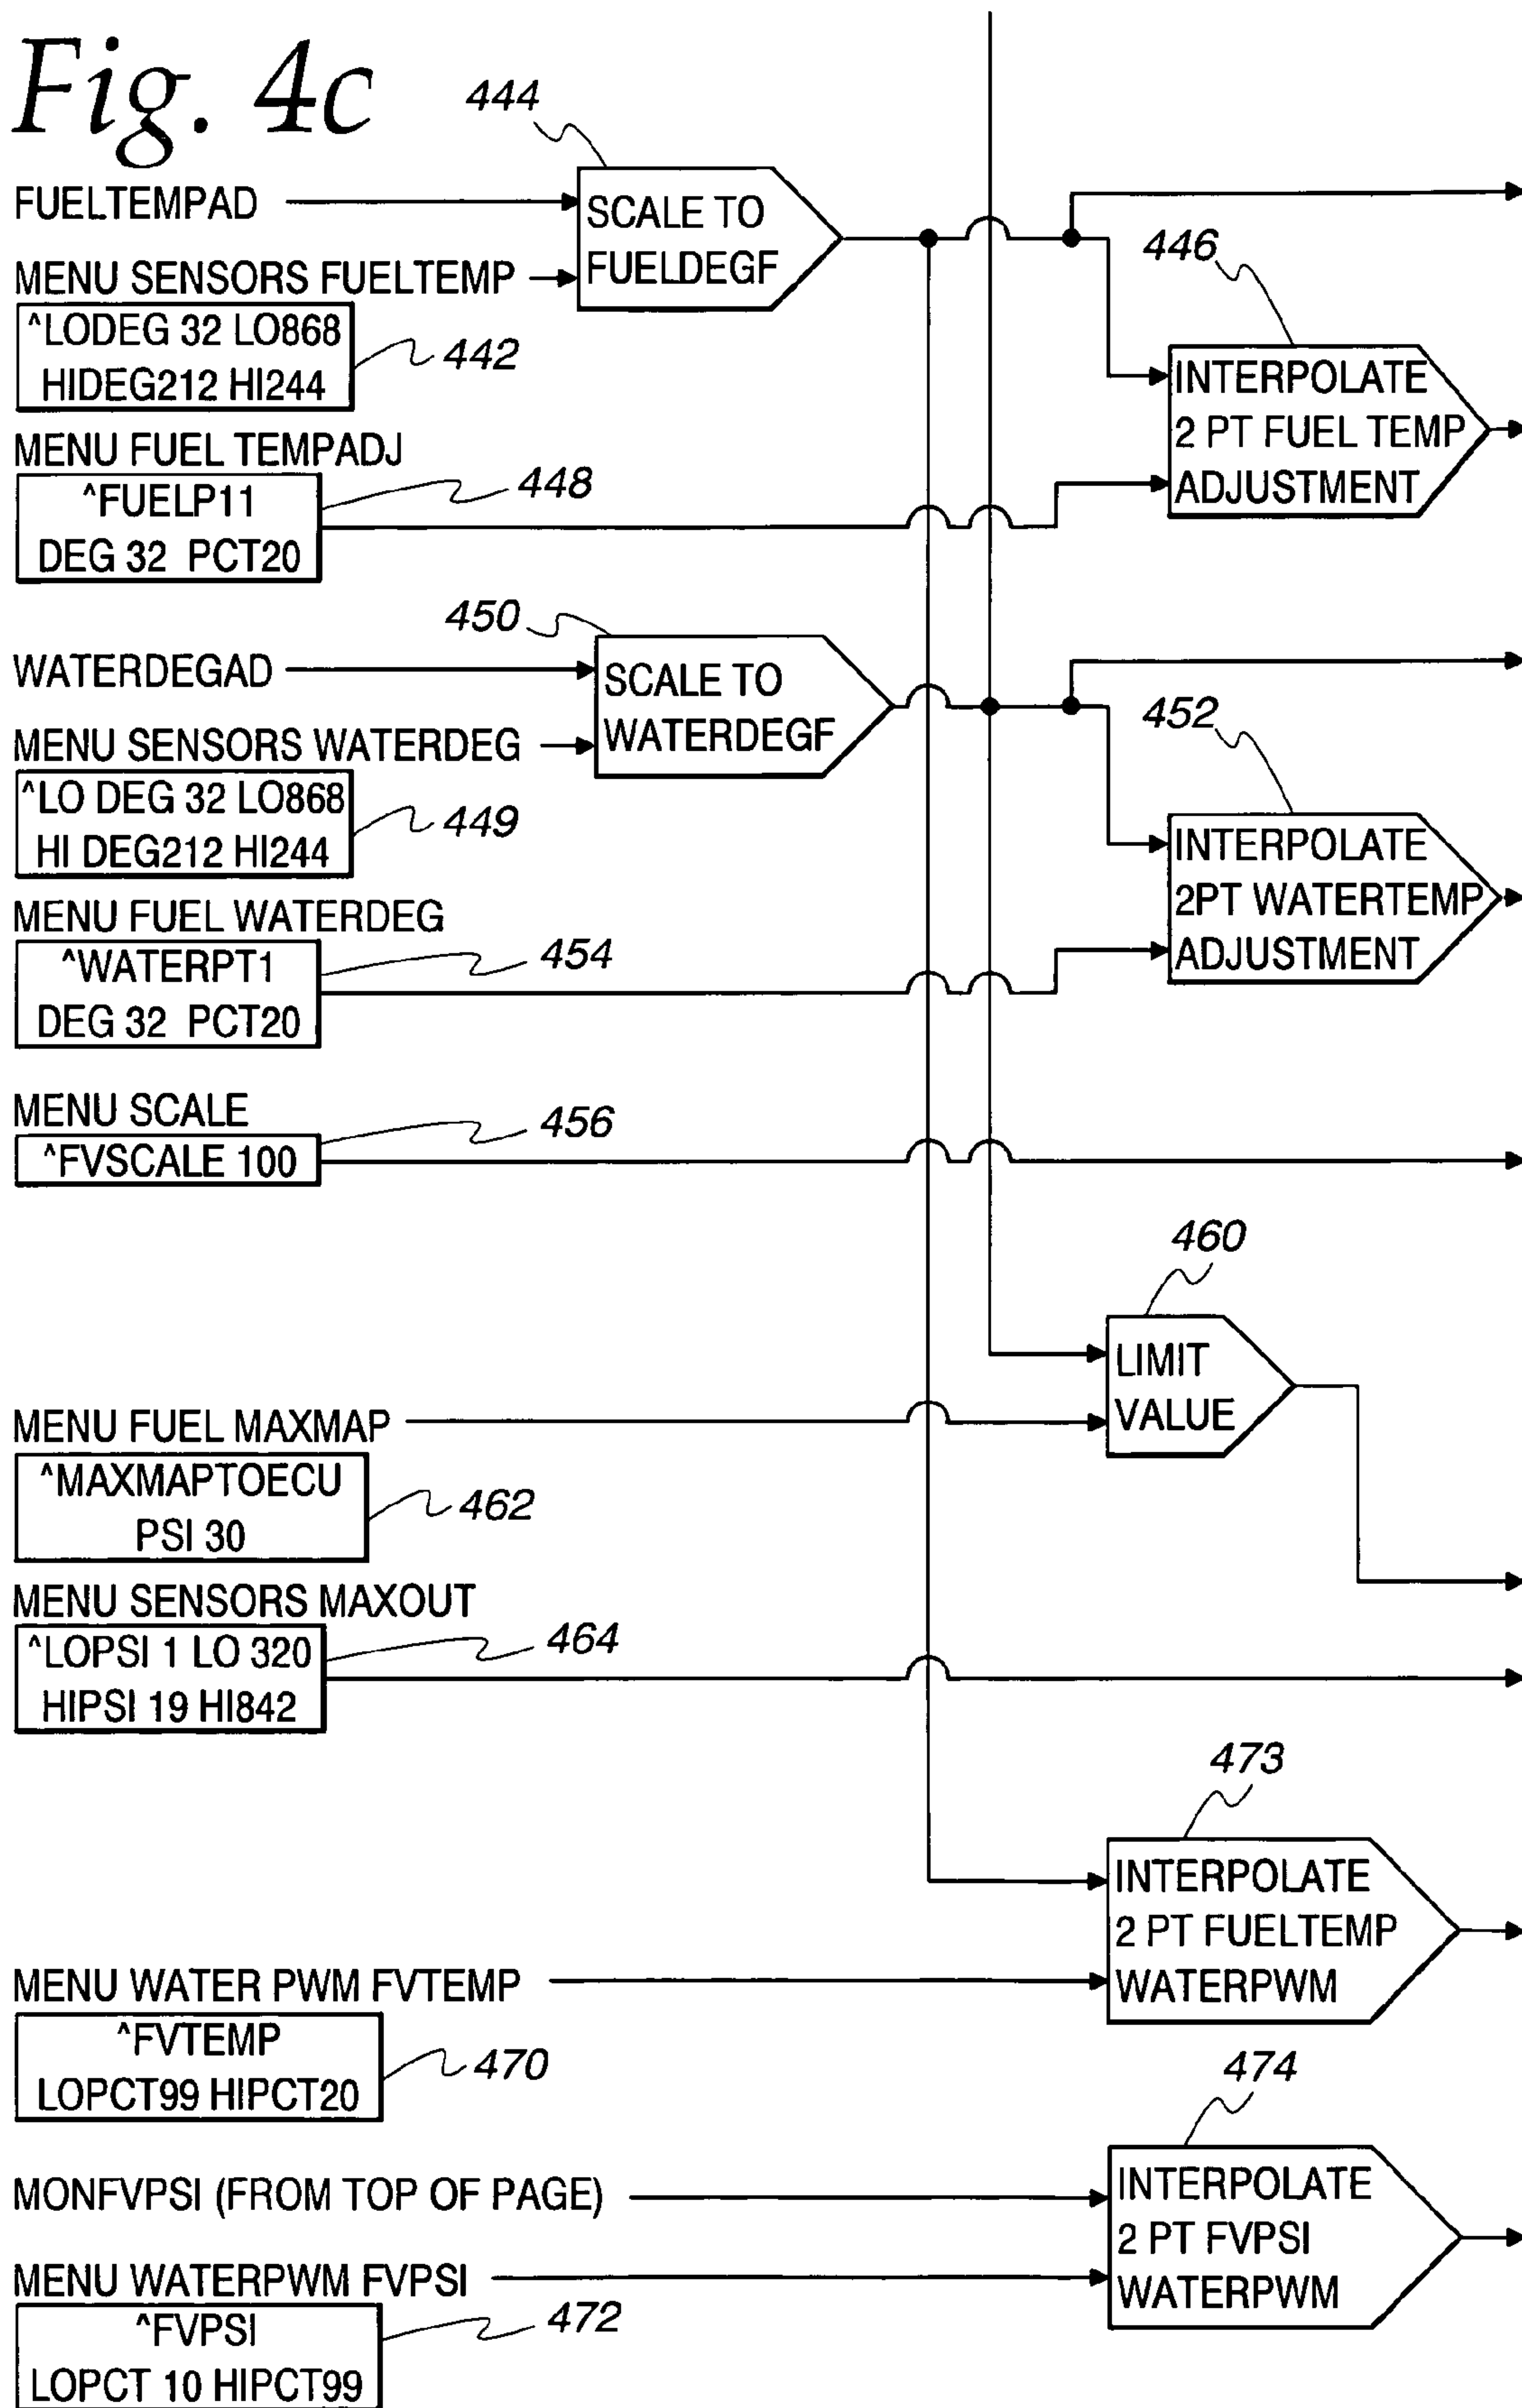 Fig. 4c
444
FUELTEMPAD
SCALE TO
FUELDEGF
MENU SENSORS FUELTEMP
^LODEG 32 LO868
HIDEG212 HI244
442
446
INTERPOLATE
2 PT FUEL TEMP
ADJUSTMENT
MENU FUEL TEMPADJ
^FUELP11
DEG 32 PCT20
448
450
WATERDEGAD
SCALE TO
WATERDEGF
MENU SENSORS WATERDEG
^LO DEG 32 LO868
HI DEG212 HI244
449
452
INTERPOLATE
2PT WATERTEMP
ADJUSTMENT
MENU FUEL WATERDEG
^WATERPT1
DEG 32 PCT20
454
MENU SCALE
^FVSCALE 100
456
460
LIMIT
VALUE
MENU FUEL MAXMAP
^MAXMAPTOECU
PSI 30
462
MENU SENSORS MAXOUT
^LOPSI 1 LO 320
HIPSI 19 HI842
464
473
INTERPOLATE
2 PT FUELTEMP
WATERPWM
MENU WATER PWM FVTEMP
^FVTEMP
LOPCT99 HIPCT20
470
474
MONFVPSI (FROM TOP OF PAGE)
INTERPOLATE
2 PT FVPSI
WATERPWM
MENU WATERPWM FVPSI
^FVPSI
LOPCT 10 HIPCT99
472